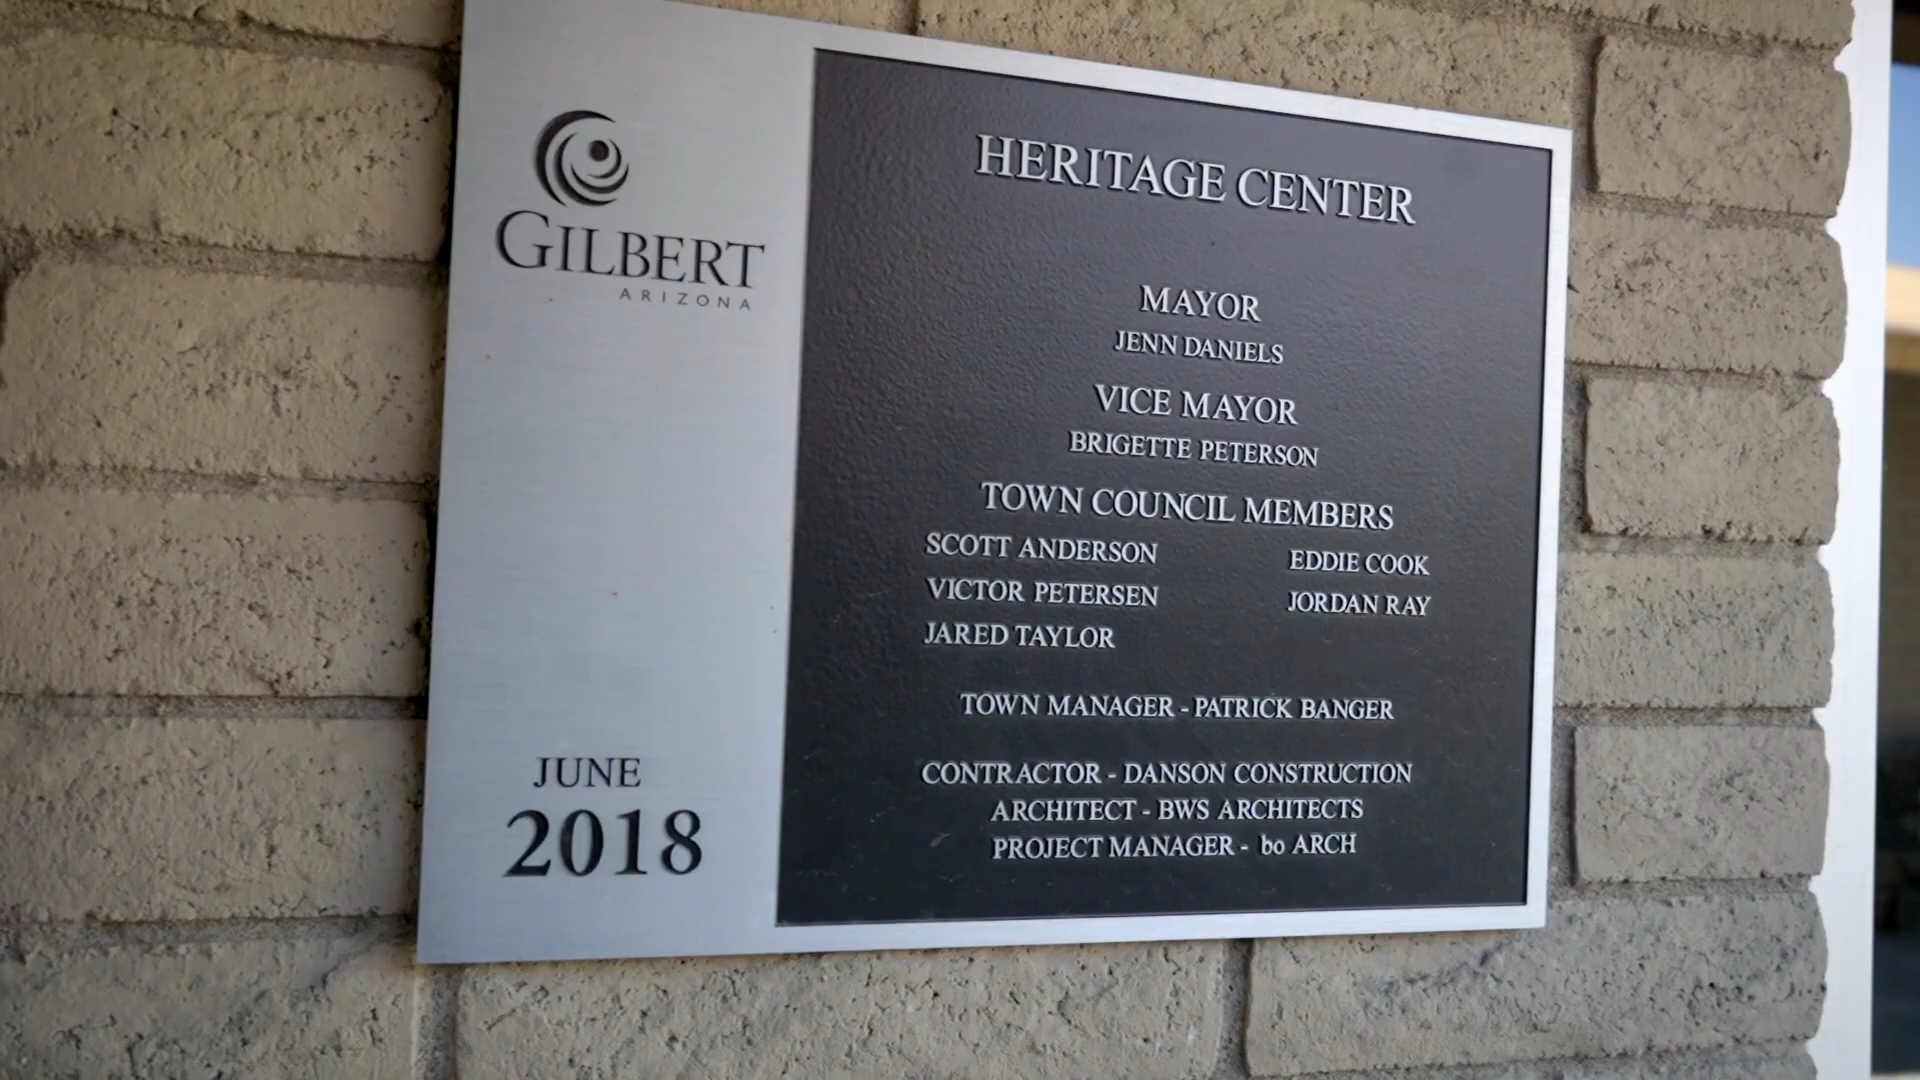 GILBERT
ARIZONA
JUNE
2018
HERITAGE CENTER
MAYOR
JENN DANIELS
VICE MAYOR
BRIGETTE PETERSON
TOWN COUNCIL MEMBERS
SCOTT ANDERSON EDDIE COOK
VICTOR PETERSEN JORDAN RAY
JARED TAYLOR
TOWN MANAGER - PATRICK BANGER
CONTRACTOR - DANSON CONSTRUCTION
ARCHITECT - BWS ARCHITECTS
PROJECT MANAGER - bo ARCH